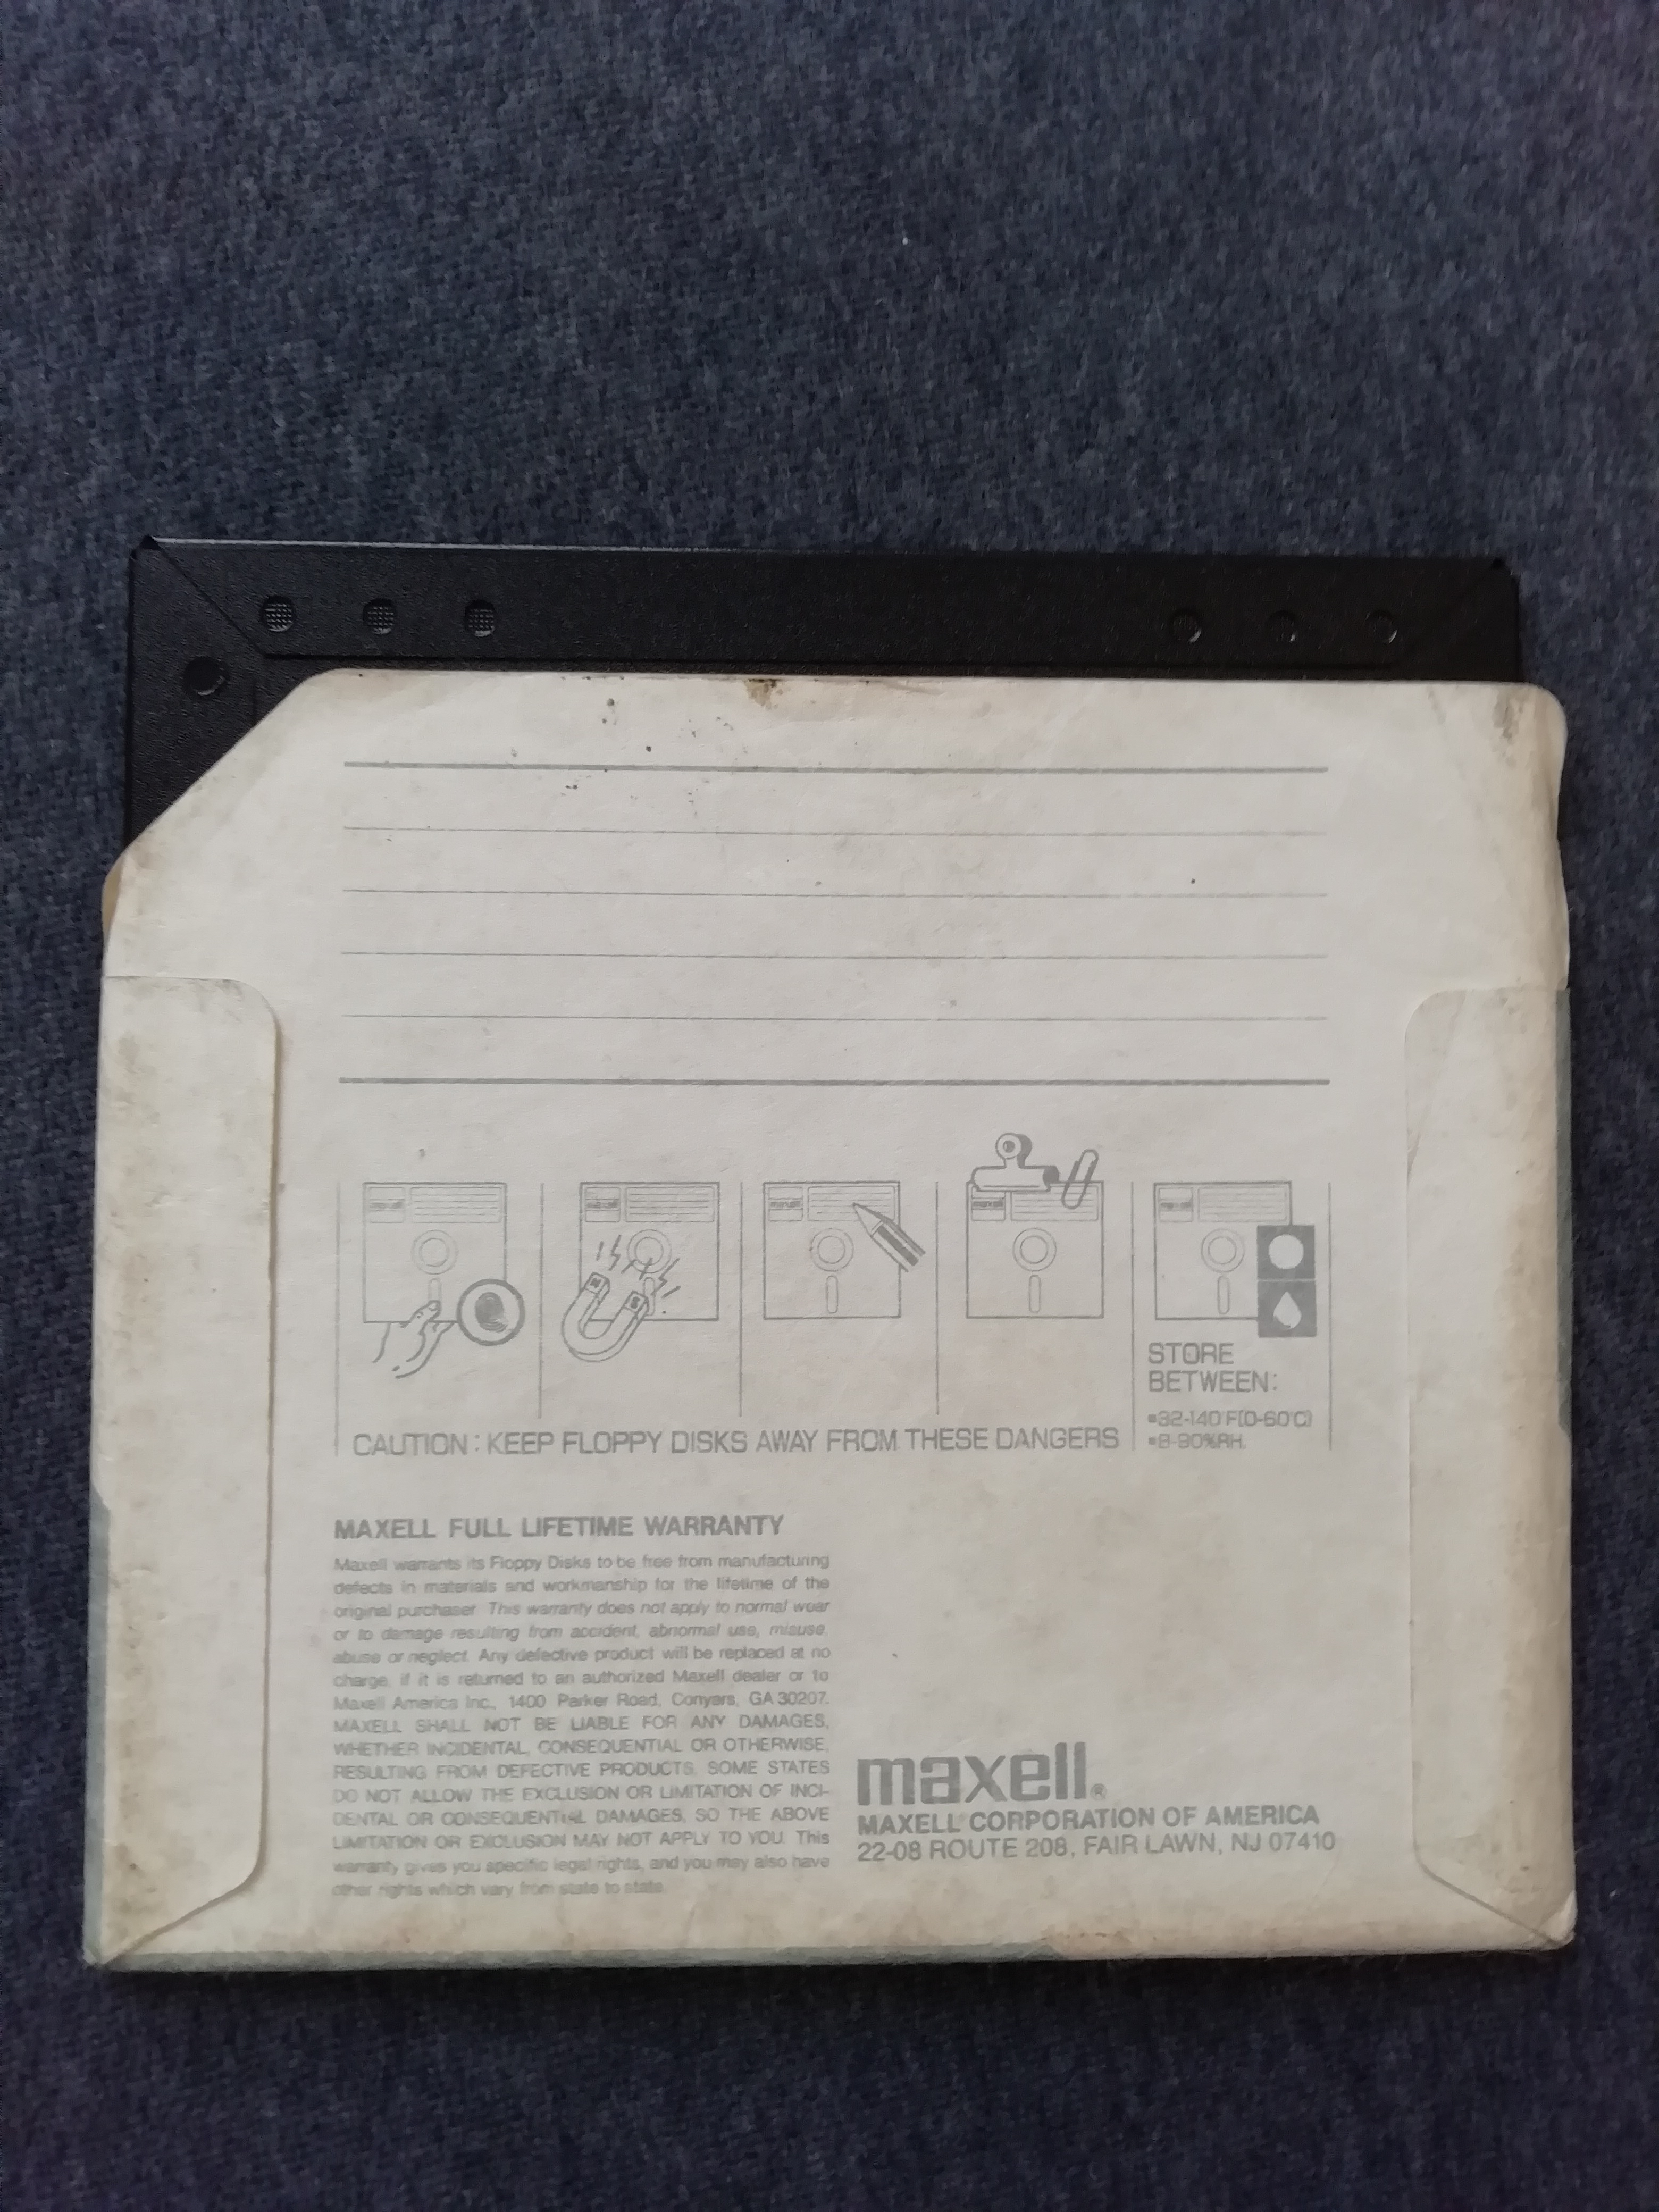 maxell
maxell
maxell
maxell
maxell
STORE
BETWEEN:
•32-140°F(0-60°C)
•8-90%RH.
CAUTION: KEEP FLOPPY DISKS AWAY FROM THESE DANGERS
MAXELL FULL LIFETIME WARRANTY
Maxell warrants its Floppy Disks to be free from manufacturing
defects in materials and workmanship for the lifetime of the
original purchaser. This warranty does not apply to normal wear
or to damage resulting from accident, abnormal use, misuse,
abuse or neglect. Any defective product will be replaced at no
charge, if it is returned to an authorized Maxell dealer or to
Maxell America Inc., 1400 Parker Road, Conyers, GA 30207.
MAXELL SHALL NOT BE LIABLE FOR ANY DAMAGES,
WHETHER INCIDENTAL, CONSEQUENTIAL OR OTHERWISE,
RESULTING FROM DEFECTIVE PRODUCTS. SOME STATES
DO NOT ALLOW THE EXCLUSION OR LIMITATION OF INCI-
DENTAL OR CONSEQUENTIAL DAMAGES, SO THE ABOVE
LIMITATION OR EXCLUSION MAY NOT APPLY TO YOU. This
warranty gives you specific legal rights, and you may also have
other rights which vary from state to state.
maxell®
MAXELL CORPORATION OF AMERICA
22-08 ROUTE 208, FAIR LAWN, NJ 07410